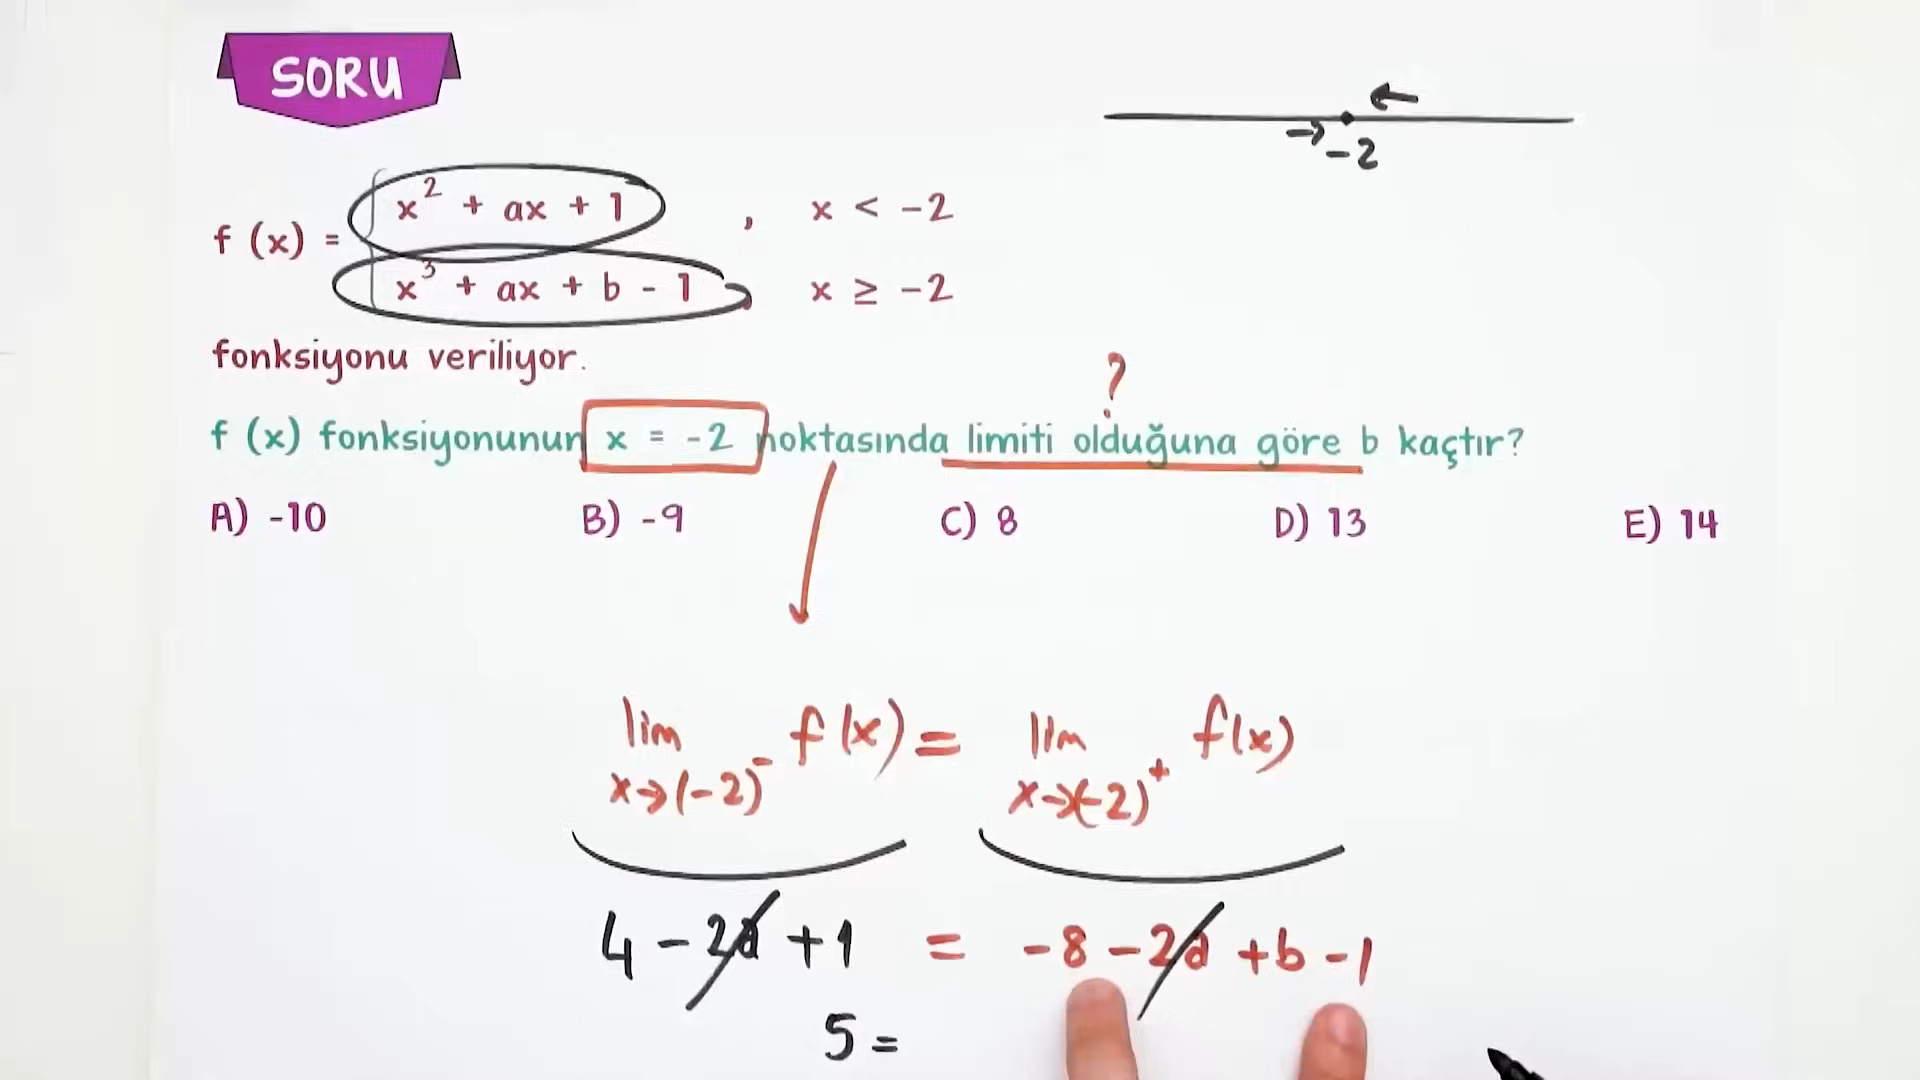 SORU
→ -2 ←
f (x) = { x² + ax + 1 , x < -2
x³ + ax + b - 1 , x ≥ -2
fonksiyonu veriliyor.
?
f (x) fonksiyonunun x = -2 noktasında limiti olduğuna göre b kaçtır?
A) -10 B) -9 C) 8 D) 13 E) 14
lim x→(-2)⁻ f(x) = lim x→(-2)⁺ f(x)
4 - 2a + 1 = -8 - 2a + b - 1
5 =